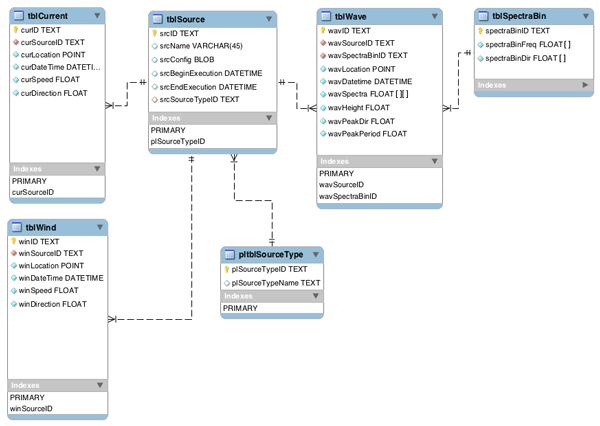 tblCurrent
curID TEXT
curSourceID TEXT
curLocation POINT
curDateTime DATETI...
curSpeed FLOAT
curDirection FLOAT
Indexes
PRIMARY
curSourceID
tblSource
srcID TEXT
srcName VARCHAR(45)
srcConfig BLOB
srcBeginExecution DATETIME
srcEndExecution DATETIME
srcSourceTypeID TEXT
Indexes
PRIMARY
plSourceTypeID
tblWave
wavID TEXT
wavSourceID TEXT
wavSpectraBinID TEXT
wavLocation POINT
wavDatetime DATETIME
wavSpectra FLOAT[ ][ ]
wavHeight FLOAT
wavPeakDir FLOAT
wavPeakPeriod FLOAT
Indexes
PRIMARY
wavSourceID
wavSpectraBinID
tblSpectraBin
spectraBinID TEXT
spectraBinFreq FLOAT[ ]
spectraBinDir FLOAT[ ]
Indexes
tblWind
winID TEXT
winSourceID TEXT
winLocation POINT
winDateTime DATETIME
winSpeed FLOAT
winDirection FLOAT
Indexes
PRIMARY
winSourceID
pltblSourceType
plSourceTypeID TEXT
plSourceTypeName TEXT
Indexes
PRIMARY